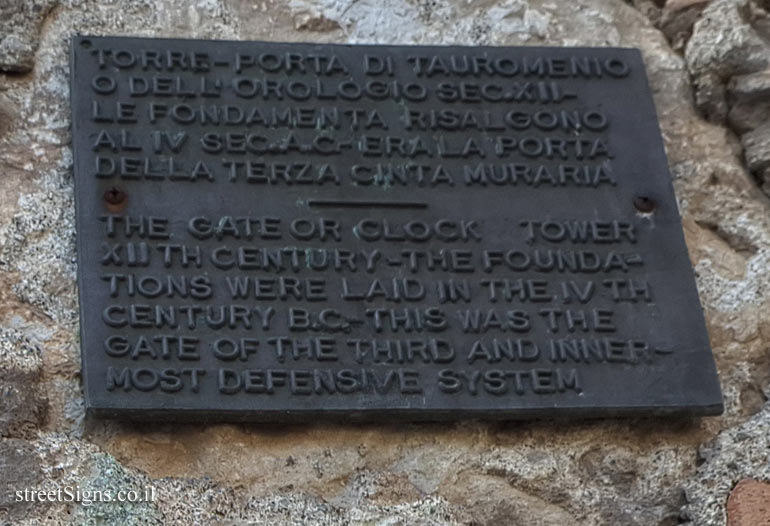 TORRE-PORTA DI TAUROMENIO
O DELL'OROLOGIO SEC.XII-
LE FONDAMENTA RISALGONO
AL IV SEC.A.C-ERA LA PORTA
DELLA TERZA CINTA MURARIA
THE GATE OR CLOCK TOWER
XII TH CENTURY-THE FOUNDA-
TIONS WERE LAID IN THE IV TH
CENTURY B.C.-THIS WAS THE
GATE OF THE THIRD AND INNER-
MOST DEFENSIVE SYSTEM
streetSigns.co.il